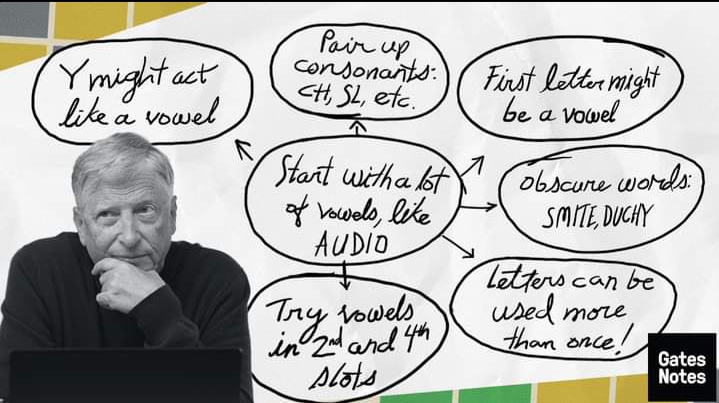 Y might act
like a vowel
Pair up
consonants:
CH, SL, etc.
First letter might
be a vowel
Start with a lot
of vowels, like
AUDIO
Obscure words:
SMITE, DUCHY
Try vowels
in 2nd and 4th
slots
Letters can be
used more
than once!
Gates
Notes